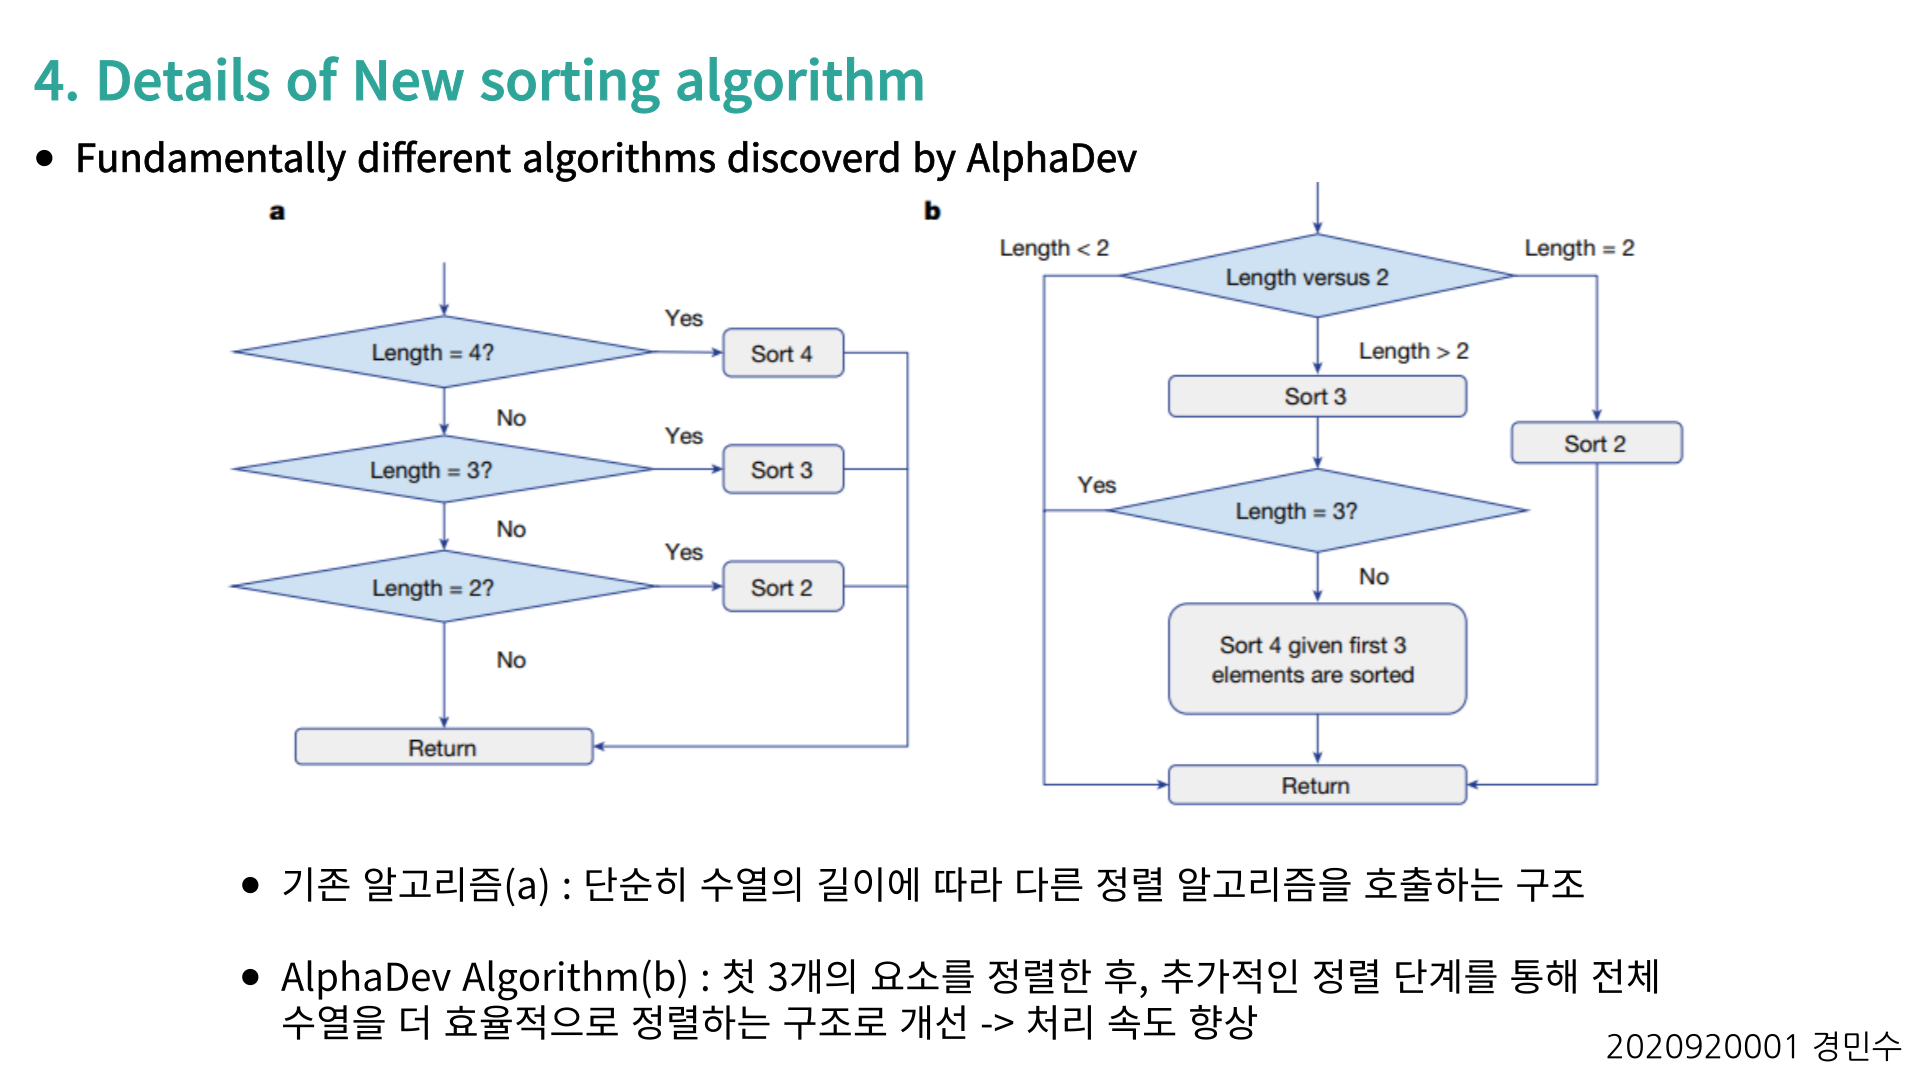 4. Details of New sorting algorithm
● Fundamentally different algorithms discoverd by AlphaDev
a
Length = 4?
Yes
Sort 4
No
Length = 3?
Yes
Sort 3
No
Length = 2?
Yes
Sort 2
No
Return
b
Length < 2
Length versus 2
Length = 2
Length > 2
Sort 3
Sort 2
Yes
Length = 3?
No
Sort 4 given first 3
elements are sorted
Return
● 기존 알고리즘(a) : 단순히 수열의 길이에 따라 다른 정렬 알고리즘을 호출하는 구조
● AlphaDev Algorithm(b) : 첫 3개의 요소를 정렬한 후, 추가적인 정렬 단계를 통해 전체
수열을 더 효율적으로 정렬하는 구조로 개선 -> 처리 속도 향상
2020920001 경민수